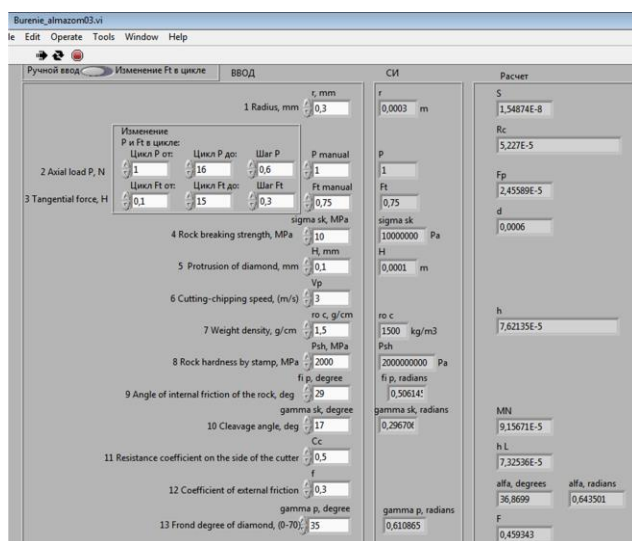 Burenie_almazom03.vi
le Edit Operate Tools Window Help
Ручной ввод Изменение Ft в цикле ВВОД СИ Расчет
r, mm r S
1 Radius, mm 0,3 0,0003 m 1,54874E-8
Rc
5,227E-5
Изменение
P и Ft в цикле:
Цикл P от: Цикл P до: Шаг P P manual P Fp
2 Axial load P, N 1 16 0,6 1 1 2,45589E-5
Цикл Ft от: Цикл Ft до: Шаг Ft Ft manual Ft d
3 Tangential force, H 0,1 15 0,3 0,75 0,75 0,0006
sigma sk, MPa sigma sk
4 Rock breaking strength, MPa 10 10000000 Pa
H, mm H
5 Protrusion of diamond, mm 0,1 0,0001 m
Vp
6 Cutting-chipping speed, (m/s) 3
ro c, g/cm ro c h
7 Weight density, g/cm 1,5 1500 kg/m3 7,62135E-5
Psh, MPa Psh
8 Rock hardness by stamp, MPa 2000 2000000000 Pa
fi p, degree fi p, radians
9 Angle of internal friction of the rock, deg 29 0,50614
gamma sk, degree gamma sk, radians MN
10 Cleavage angle, deg 17 0,29670 9,15671E-5
Cc h L
11 Resistance coefficient on the side of the cutter 0,5 7,32536E-5
f alfa, degrees alfa, radians
12 Coefficient of external friction 0,3 36,8699 0,643501
gamma p, degree gamma p, radians F
13 Frond degree of diamond, (0-70), 35 0,610865 0,459343